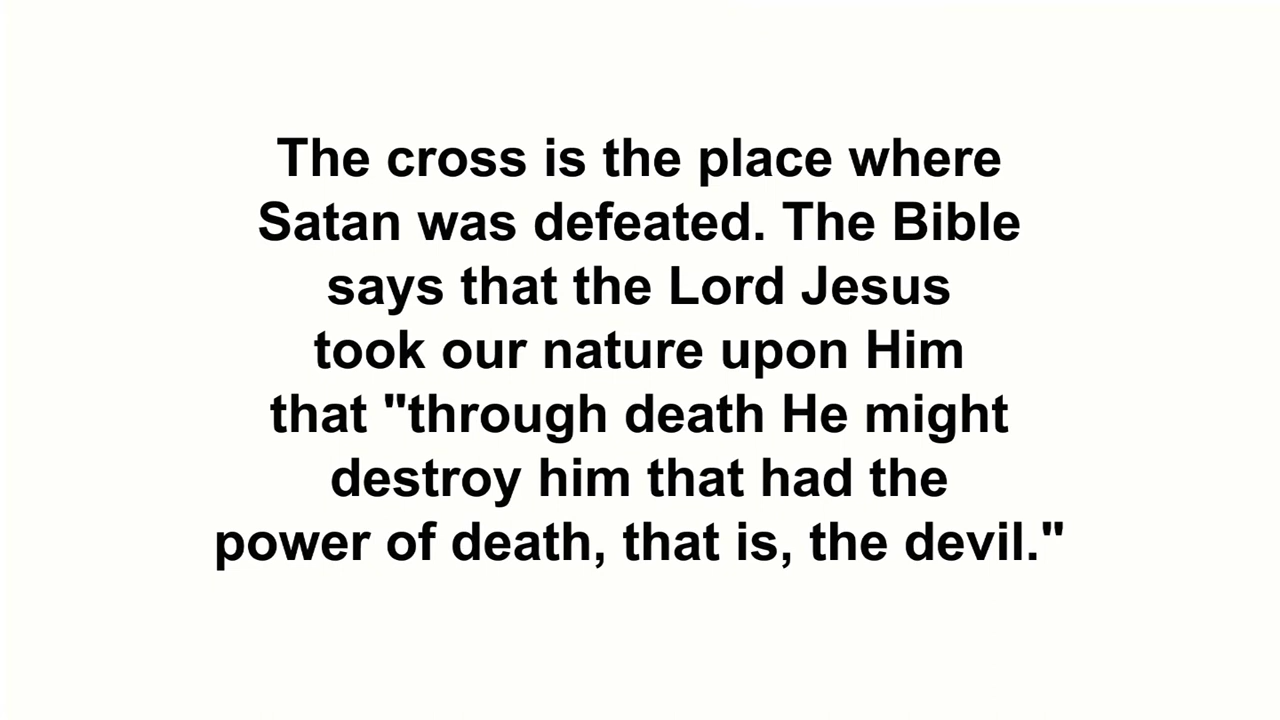 The cross is the place where
Satan was defeated. The Bible
says that the Lord Jesus
took our nature upon Him
that "through death He might
destroy him that had the
power of death, that is, the devil."